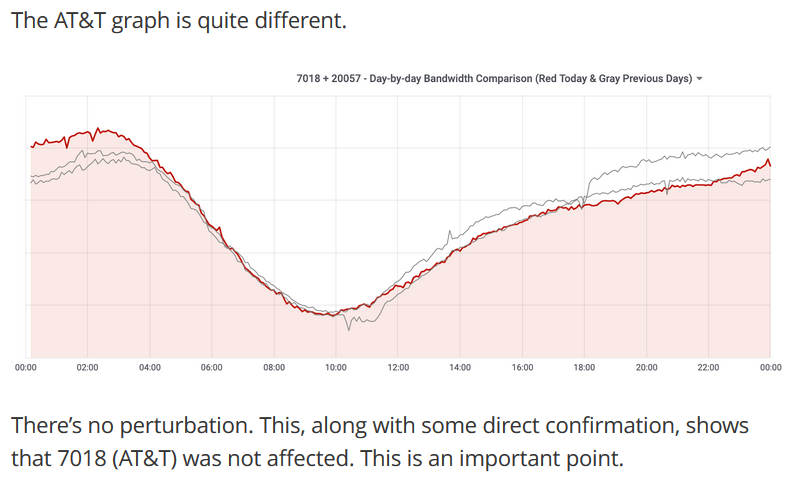 The AT&T graph is quite different.
7018 + 20057 - Day-by-day Bandwidth Comparison (Red Today & Gray Previous Days)
00:00 02:00 04:00 06:00 08:00 10:00 12:00 14:00 16:00 18:00 20:00 22:00 00:00
There's no perturbation. This, along with some direct confirmation, shows
that 7018 (AT&T) was not affected. This is an important point.